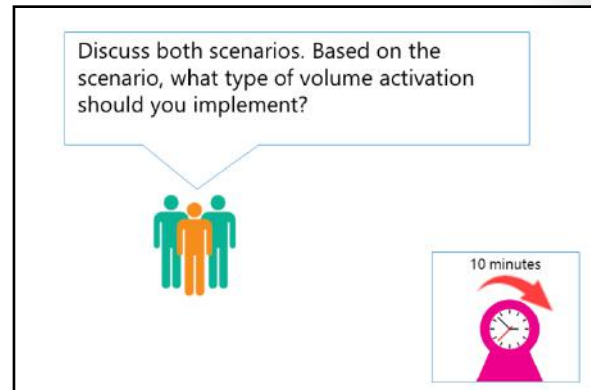 Discuss both scenarios. Based on the
scenario, what type of volume activation
should you implement?
10 minutes